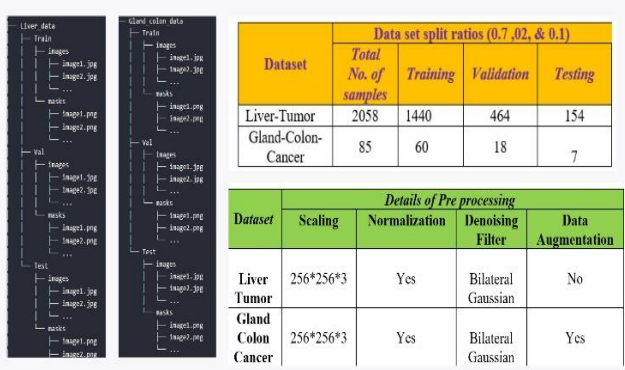 Liver_data
Train
images
image1.jpg
image2.jpg
...
masks
image1.png
image2.png
...
Val
images
image1.jpg
image2.jpg
...
masks
image1.png
image2.png
...
Test
images
image1.jpg
image2.jpg
...
masks
image1.png
image2.png
Gland colon data
Train
images
image1.jpg
image2.jpg
...
masks
image1.png
image2.png
...
Val
images
image1.jpg
image2.jpg
...
masks
image1.png
image2.png
...
Test
images
image1.jpg
image2.jpg
...
masks
image1.png
image2.png
...
Data set split ratios (0.7 ,02, & 0.1)
Dataset Total No. of samples Training Validation Testing
Liver-Tumor 2058 1440 464 154
Gland-Colon-
Cancer 85 60 18 7
Details of Pre processing
Dataset Scaling Normalization Denoising Filter Data Augmentation
Liver Tumor 256*256*3 Yes Bilateral Gaussian No
Gland Colon Cancer 256*256*3 Yes Bilateral Gaussian Yes